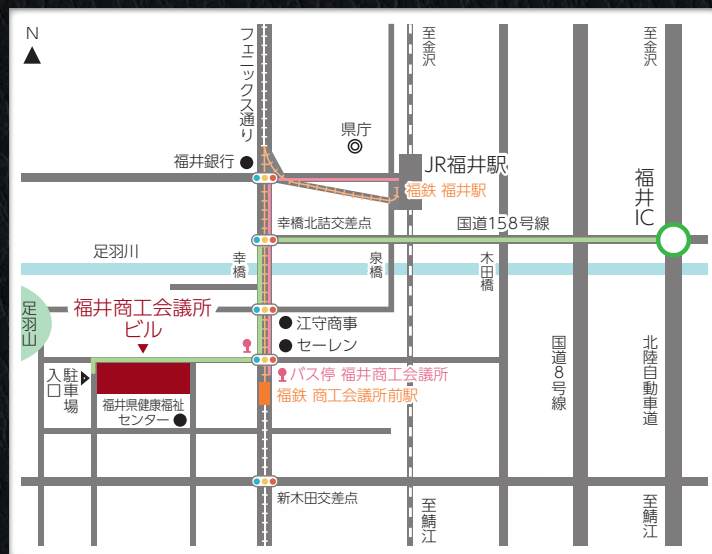 N
フェニックス通り
至金沢
至金沢
県庁
福井銀行
JR福井駅
福鉄 福井駅
福井IC
幸橋北詰交差点
国道158号線
足羽川
幸橋
泉橋
木田橋
足羽山
福井商工会議所
ビル
江守商事
セーレン
国道8号線
北陸自動車道
バス停 福井商工会議所
駐車場
入口
福鉄 商工会議所前駅
福井県健康福祉
センター
新木田交差点
至鯖江
至鯖江